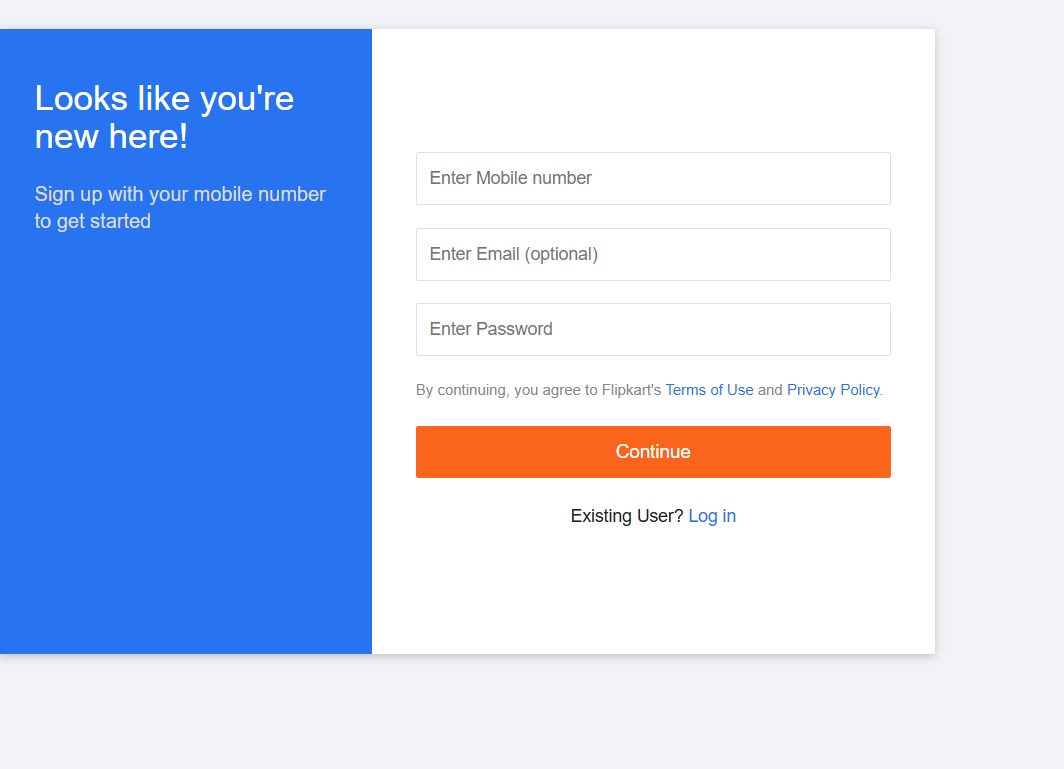 Looks like you're
new here!
Sign up with your mobile number
to get started
Enter Mobile number
Enter Email (optional)
Enter Password
By continuing, you agree to Flipkart's Terms of Use and Privacy Policy.
Continue
Existing User? Log in